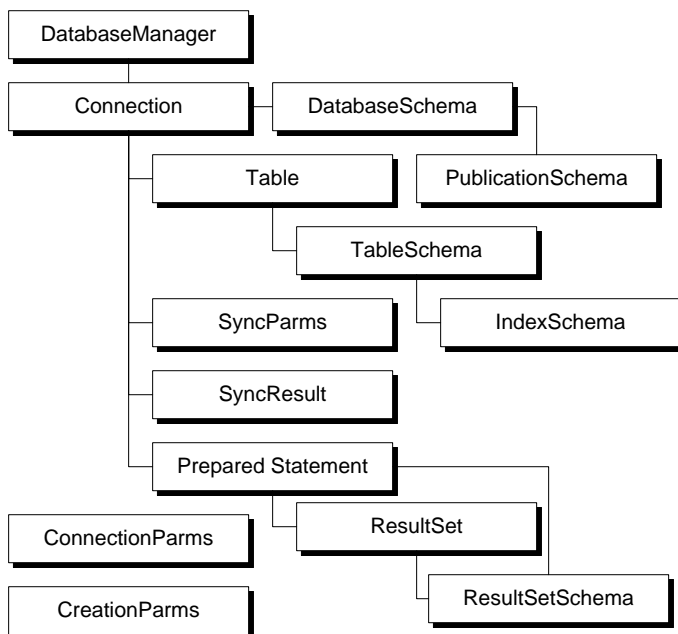 DatabaseManager
Connection
DatabaseSchema
Table
PublicationSchema
TableSchema
SyncParms
IndexSchema
SyncResult
Prepared Statement
ConnectionParms
ResultSet
CreationParms
ResultSetSchema